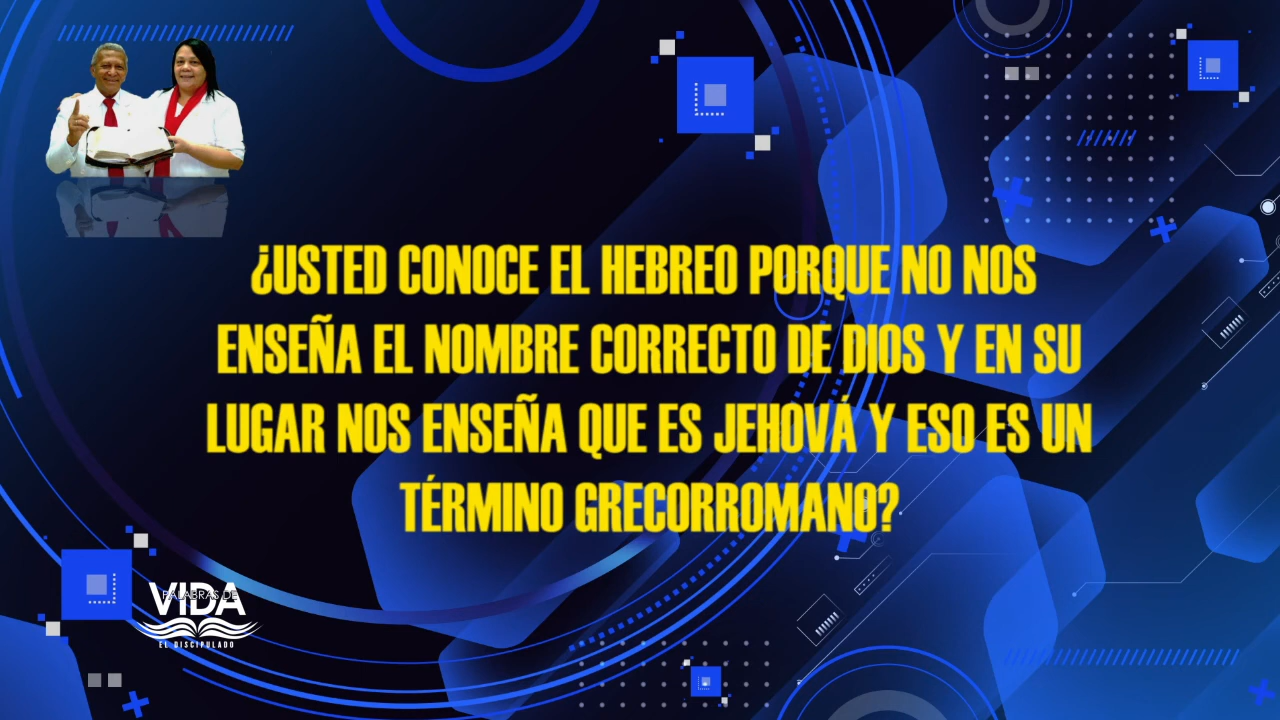 ¿USTED CONOCE EL HEBREO PORQUE NO NOS
ENSEÑA EL NOMBRE CORRECTO DE DIOS Y EN SU
LUGAR NOS ENSEÑA QUE ES JEHOVÁ Y ESO ES UN
TÉRMINO GRECORROMANO?
PALABRAS DE
VIDA
EL DISCIPULADO